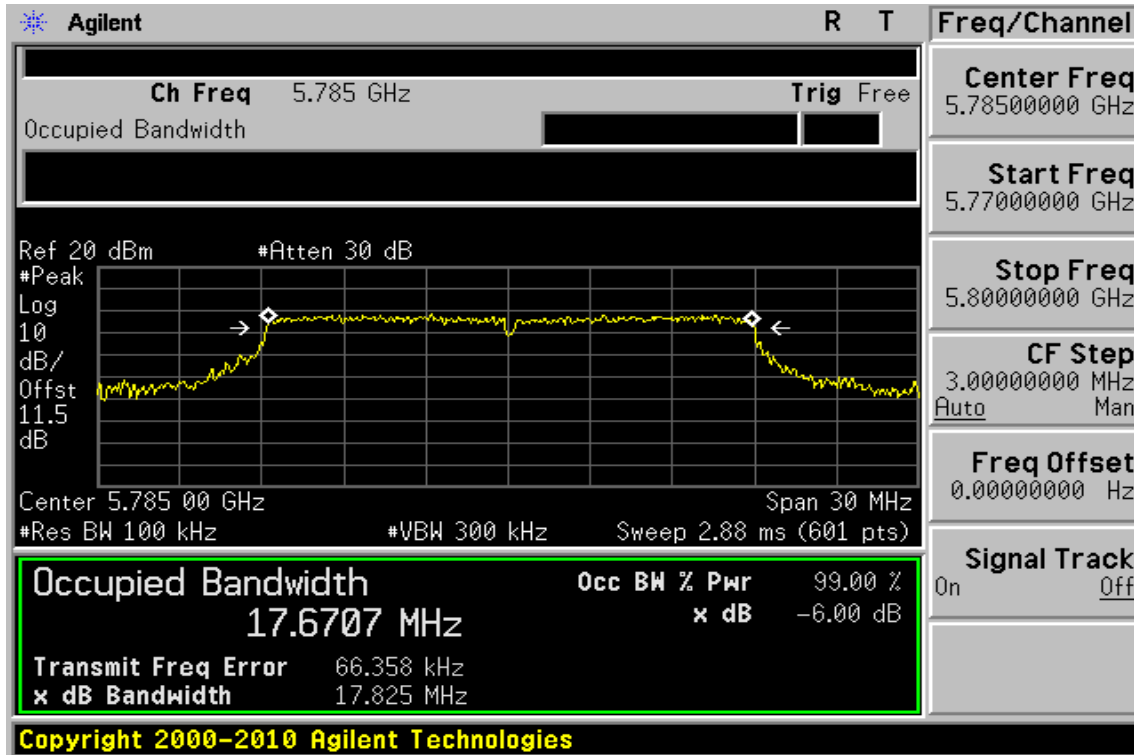 Agilent R T
Ch Freq 5.785 GHz Trig Free
Occupied Bandwidth
Ref 20 dBm #Atten 30 dB
#Peak
Log
10
dB/
Offst
11.5
dB
Center 5.785 00 GHz Span 30 MHz
#Res BW 100 kHz #VBW 300 kHz Sweep 2.88 ms (601 pts)
Occupied Bandwidth Occ BW % Pwr 99.00 %
17.6707 MHz x dB -6.00 dB
Transmit Freq Error 66.358 kHz
x dB Bandwidth 17.825 MHz
Copyright 2000-2010 Agilent Technologies
Freq/Channel
Center Freq
5.78500000 GHz
Start Freq
5.77000000 GHz
Stop Freq
5.80000000 GHz
CF Step
3.00000000 MHz
Auto Man
Freq Offset
0.00000000 Hz
Signal Track
On Off